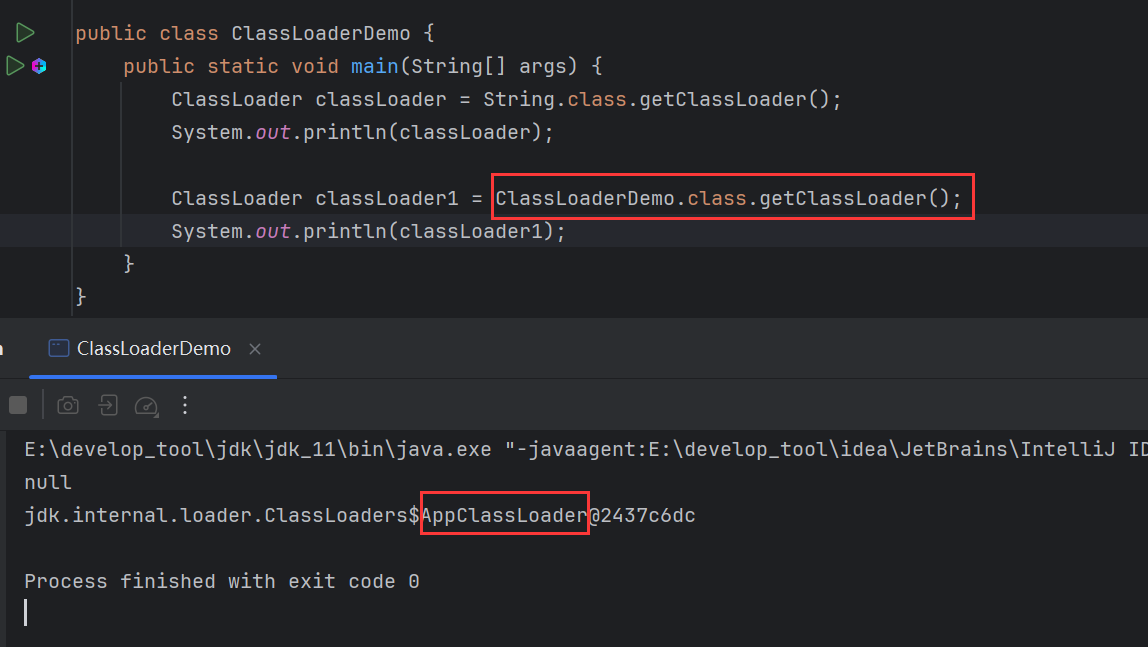 public class ClassLoaderDemo {
public static void main(String[] args) {
ClassLoader classLoader = String.class.getClassLoader();
System.out.println(classLoader);
ClassLoader classLoader1 = ClassLoaderDemo.class.getClassLoader();
System.out.println(classLoader1);
}
}
ClassLoaderDemo
E:\develop_tool\jdk\jdk_11\bin\java.exe "-javaagent:E:\develop_tool\idea\JetBrains\IntelliJ ID
null
jdk.internal.loader.ClassLoaders$AppClassLoader@2437c6dc
Process finished with exit code 0